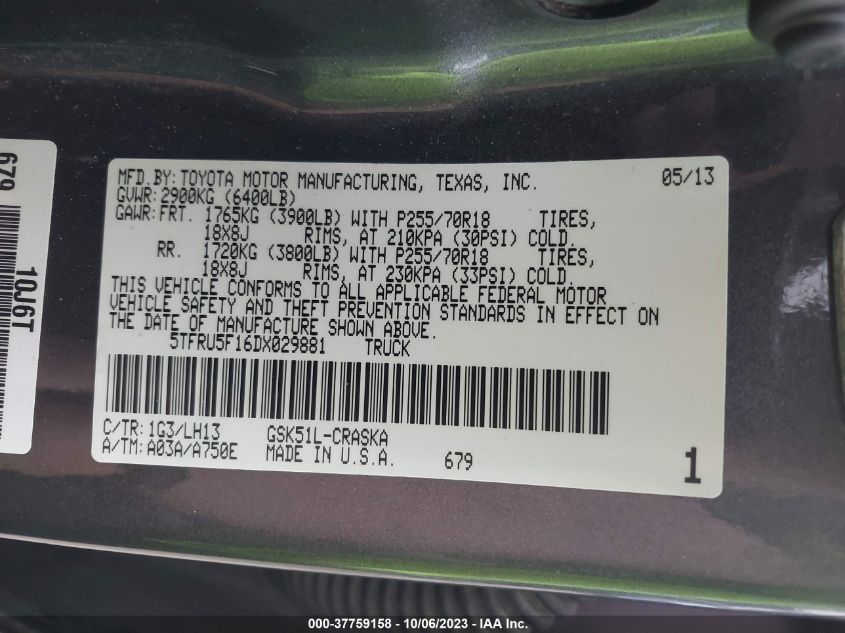 MFD.BY:TOYOTA MOTOR MANUFACTURING, TEXAS, INC. 05/13
GVWR:2900KG (6400LB)
GAWR:FRT. 1765KG (3900LB) WITH P255/70R18 TIRES,
18X8J RIMS, AT 210KPA (30PSI) COLD.
RR. 1720KG (3800LB) WITH P255/70R18 TIRES,
18X8J RIMS, AT 230KPA (33PSI) COLD.
THIS VEHICLE CONFORMS TO ALL APPLICABLE FEDERAL MOTOR
VEHICLE SAFETY AND THEFT PREVENTION STANDARDS IN EFFECT ON
THE DATE OF MANUFACTURE SHOWN ABOVE.
5TFRU5F16DX029881 TRUCK
C/TR:1G3/LH13 GSK51L-CRASKA
A/TM:A03A/A750E MADE IN U.S.A. 679 1
679
1QJ6T
000-37759158 - 10/06/2023 - IAA Inc.